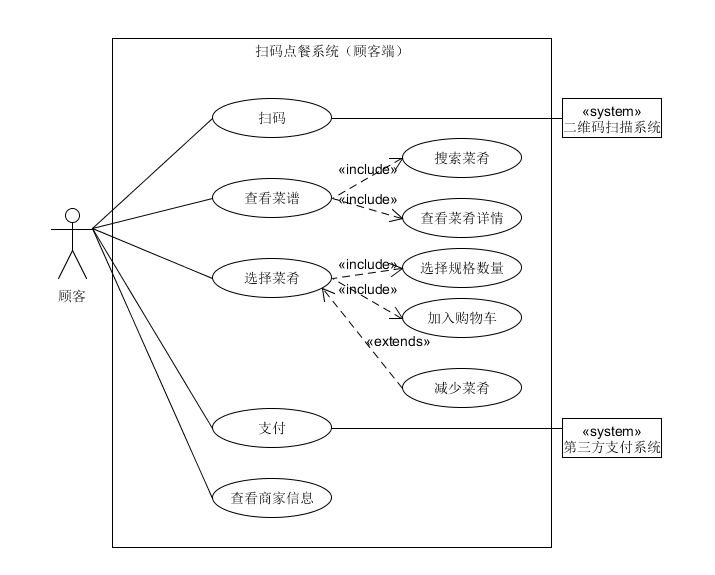 扫码点餐系统（顾客端）
扫码
«system»
二维码扫描系统
搜索菜肴
«include»
查看菜谱
«include»
查看菜肴详情
顾客
«include»
选择规格数量
选择菜肴
«include»
加入购物车
«extends»
减少菜肴
支付
«system»
第三方支付系统
查看商家信息